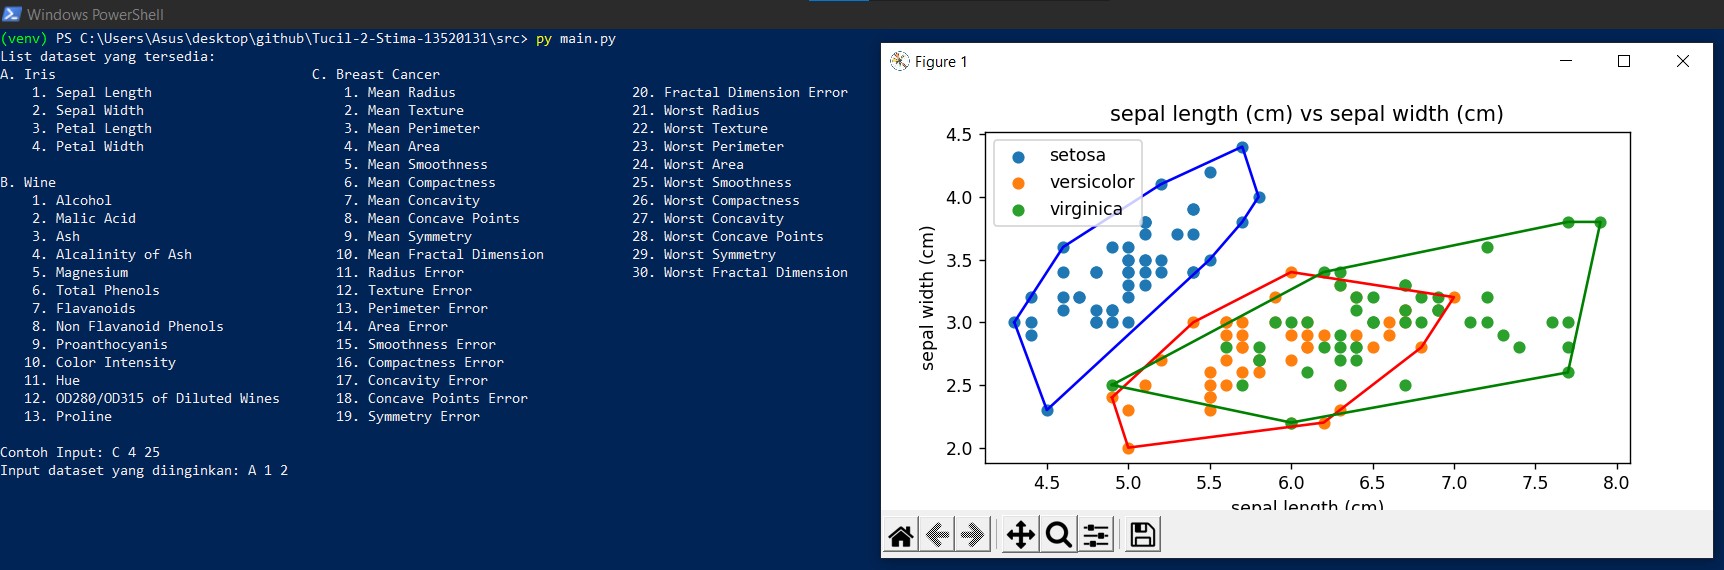 Windows PowerShell
(venv) PS C:\Users\Asus\desktop\github\Tucil-2-Stima-13520131\src> py main.py
List dataset yang tersedia:
A. Iris
1. Sepal Length
2. Sepal Width
3. Petal Length
4. Petal Width
B. Wine
1. Alcohol
2. Malic Acid
3. Ash
4. Alcalinity of Ash
5. Magnesium
6. Total Phenols
7. Flavanoids
8. Non Flavanoid Phenols
9. Proanthocyanis
10. Color Intensity
11. Hue
12. OD280/OD315 of Diluted Wines
13. Proline
C. Breast Cancer
1. Mean Radius
2. Mean Texture
3. Mean Perimeter
4. Mean Area
5. Mean Smoothness
6. Mean Compactness
7. Mean Concavity
8. Mean Concave Points
9. Mean Symmetry
10. Mean Fractal Dimension
11. Radius Error
12. Texture Error
13. Perimeter Error
14. Area Error
15. Smoothness Error
16. Compactness Error
17. Concavity Error
18. Concave Points Error
19. Symmetry Error
20. Fractal Dimension Error
21. Worst Radius
22. Worst Texture
23. Worst Perimeter
24. Worst Area
25. Worst Smoothness
26. Worst Compactness
27. Worst Concavity
28. Worst Concave Points
29. Worst Symmetry
30. Worst Fractal Dimension
Contoh Input: C 4 25
Input dataset yang diinginkan: A 1 2
Figure 1
sepal length (cm) vs sepal width (cm)
setosa
versicolor
virginica
sepal width (cm)
4.5
4.0
3.5
3.0
2.5
2.0
4.5 5.0 5.5 6.0 6.5 7.0 7.5 8.0
sepal length (cm)